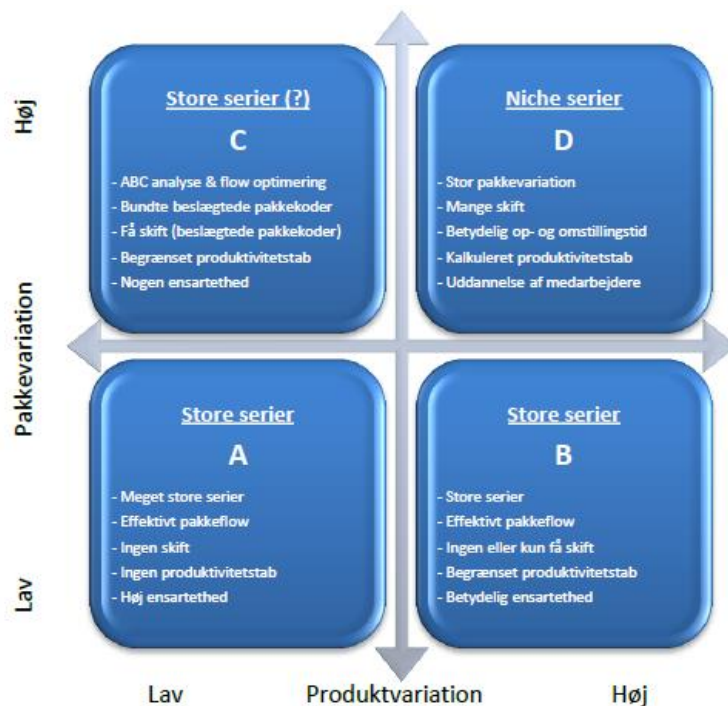 Høj
Pakkevariation
Lav
Store serier (?)
C
- ABC analyse & flow optimering
- Bundte beslægtede pakkekoder
- Få skift (beslægtede pakkekoder)
- Begrænset produktivitetstab
- Nogen ensartethed
Niche serier
D
- Stor pakkevariation
- Mange skift
- Betydelig op- og omstillingstid
- Kalkuleret produktivitetstab
- Uddannelse af medarbejdere
Store serier
A
- Meget store serier
- Effektivt pakkeflow
- Ingen skift
- Ingen produktivitetstab
- Høj ensartethed
Store serier
B
- Store serier
- Effektivt pakkeflow
- Ingen eller kun få skift
- Begrænset produktivitetstab
- Betydelig ensartethed
Lav
Produktvariation
Høj